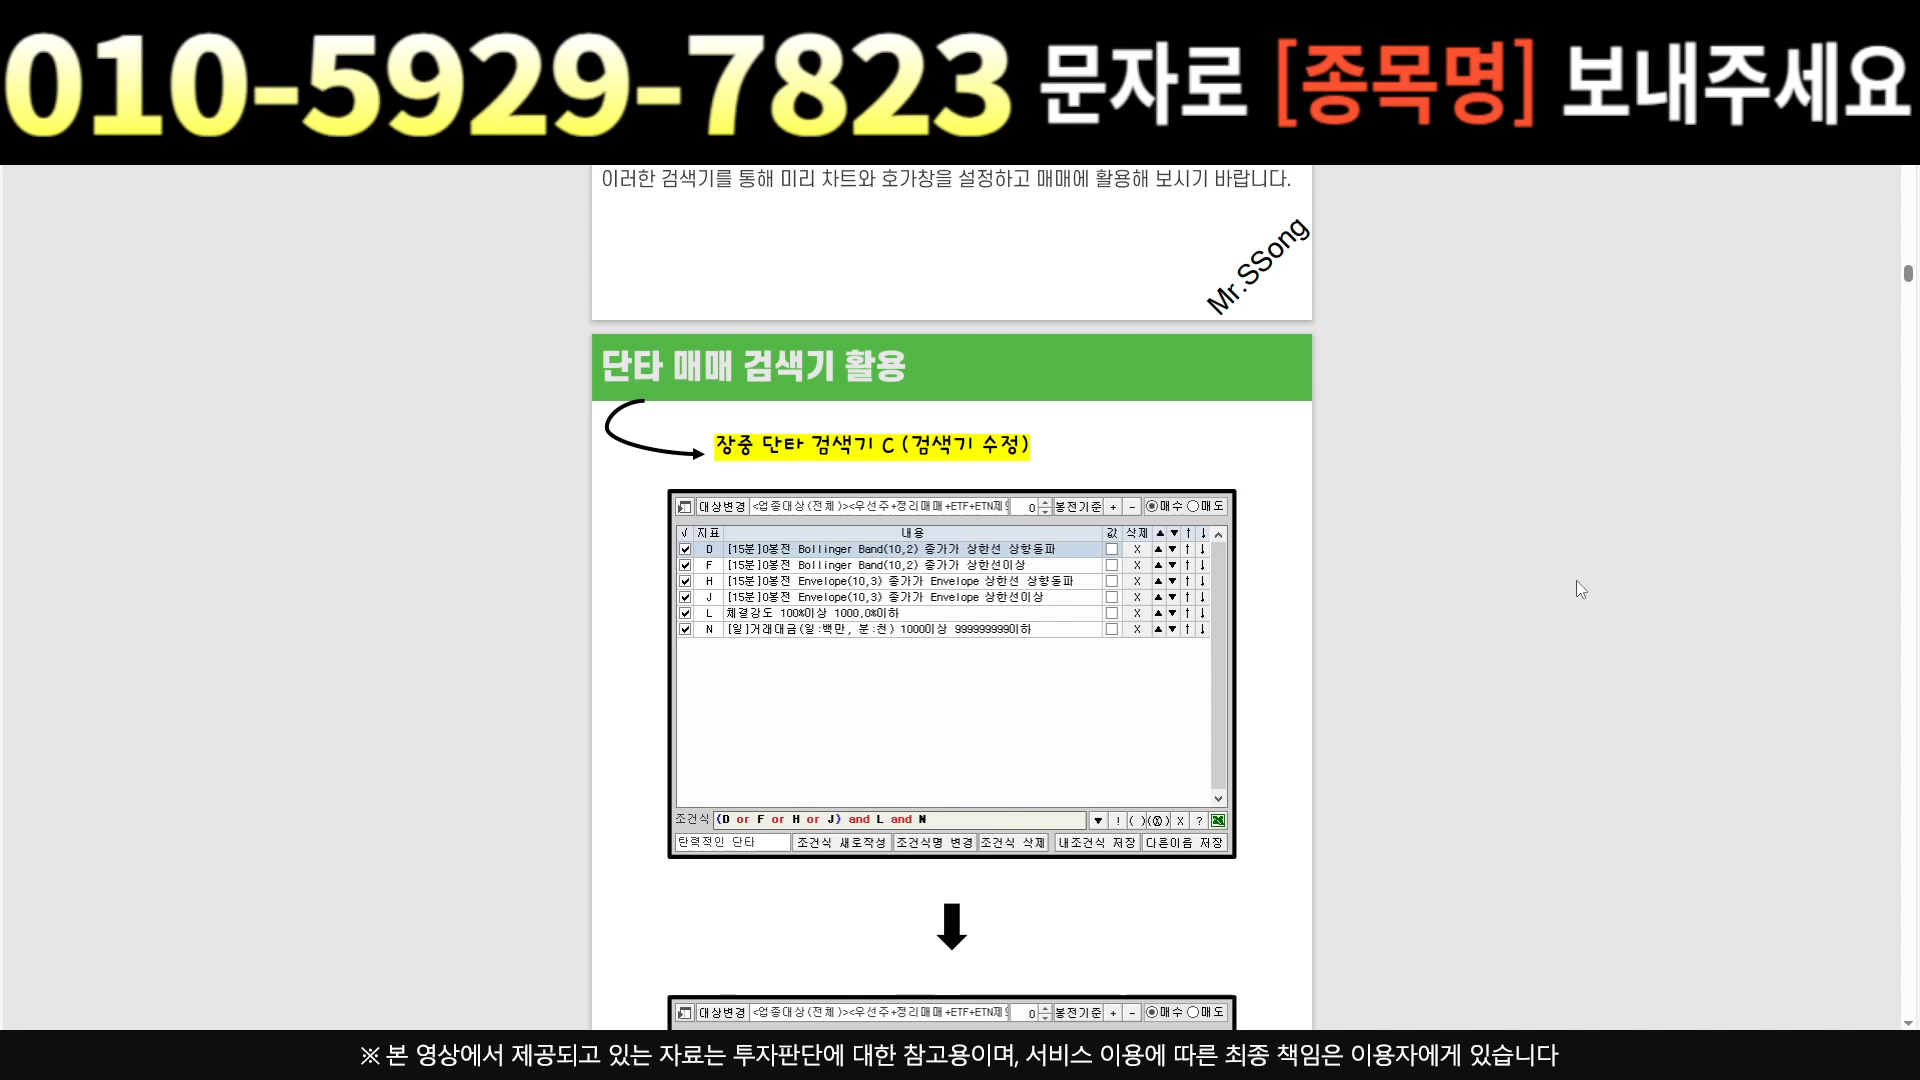 010-5929-7823 문자로 [종목명] 보내주세요
이러한 검색기를 통해 미리 차트와 호가창을 설정하고 매매에 활용해 보시기 바랍니다.
Mr.SSong
단타 매매 검색기 활용
장중 단타 검색기 C (검색기 수정)
대상변경 <업종대상(전체)><우선주+정리매매+ETF+ETN제 0 봉전기준 + - 매수 매도
√ 지표 내용 값 삭제 ▲ ▼ ↑ ↓
D [15분]0봉전 Bollinger Band(10,2) 종가가 상한선 상향돌파 X ▲ ▼ ↑ ↓
F [15분]0봉전 Bollinger Band(10,2) 종가가 상한선이상 X ▲ ▼ ↑ ↓
H [15분]0봉전 Envelope(10,3) 종가가 Envelope 상한선 상향돌파 X ▲ ▼ ↑ ↓
J [15분]0봉전 Envelope(10,3) 종가가 Envelope 상한선이상 X ▲ ▼ ↑ ↓
L 체결강도 100%이상 1000.0%이하 X ▲ ▼ ↑ ↓
N [일]거래대금(일:백만, 분:천) 1000이상 999999999이하 X ▲ ▼ ↑ ↓
조건식 (D or F or H or J) and L and N ▼ ! ( ) (X) X ?
탄력적인 단타 조건식 새로작성 조건식명 변경 조건식 삭제 내조건식 저장 다른이름 저장
대상변경 <업종대상(전체)><우선주+정리매매+ETF+ETN제 0 봉전기준 + - 매수 매도
※ 본 영상에서 제공되고 있는 자료는 투자판단에 대한 참고용이며, 서비스 이용에 따른 최종 책임은 이용자에게 있습니다